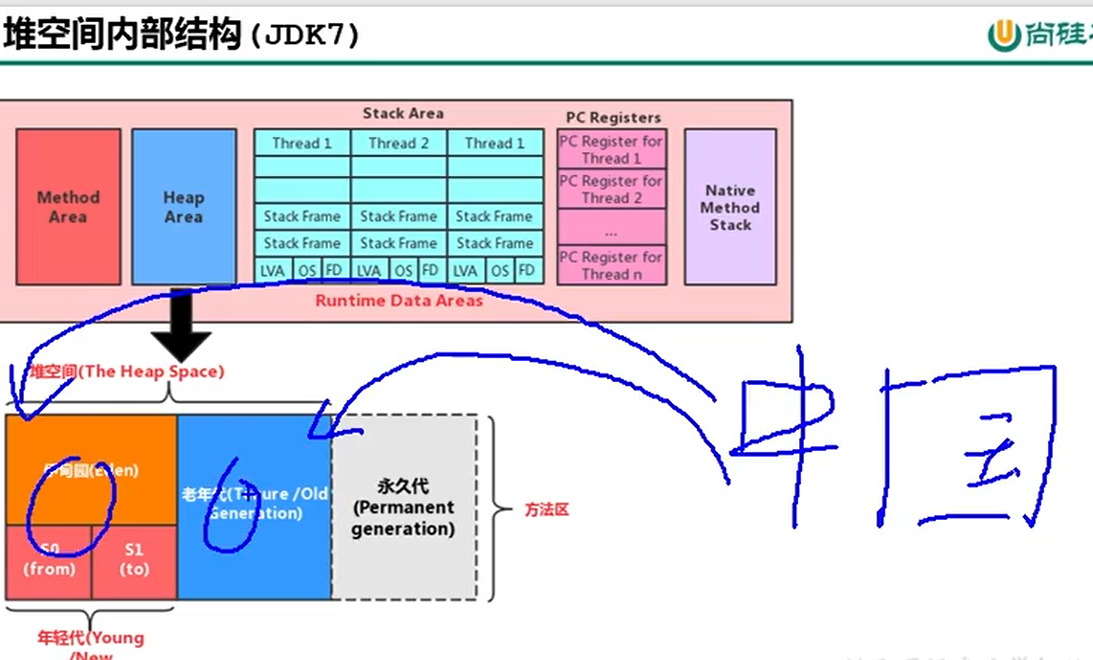 堆空间内部结构(JDK7)
尚硅
Stack Area
PC Registers
Method
Area
Heap
Area
Thread 1 Thread 2 Thread 1
Stack Frame Stack Frame Stack Frame
Stack Frame Stack Frame Stack Frame
LVA OS FD LVA OS FD LVA OS FD
PC Register for
Thread 1
PC Register for
Thread 2
...
PC Register for
Thread n
Native
Method
Stack
Runtime Data Areas
堆空间(The Heap Space)
中国
伊甸园(Eden)
老年代(Tenure /Old
Generation)
永久代
(Permanent
generation)
方法区
S0
(from)
S1
(to)
年轻代(Young
/New